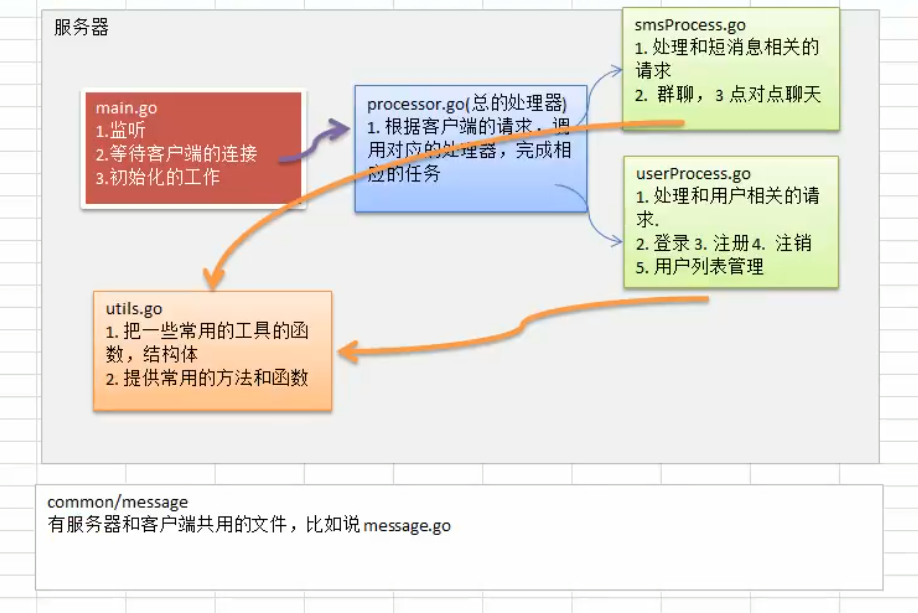 服务器
main.go
1.监听
2.等待客户端的连接
3.初始化的工作
processor.go(总的处理器)
1. 根据客户端的请求，调
用对应的处理器，完成相
应的任务
smsProcess.go
1. 处理和短消息相关的
请求
2. 群聊，3 点对点聊天
userProcess.go
1. 处理和用户相关的请
求.
2. 登录 3. 注册 4. 注销
5. 用户列表管理
utils.go
1. 把一些常用的工具的函
数，结构体
2. 提供常用的方法和函数
common/message
有服务器和客户端共用的文件，比如说 message.go